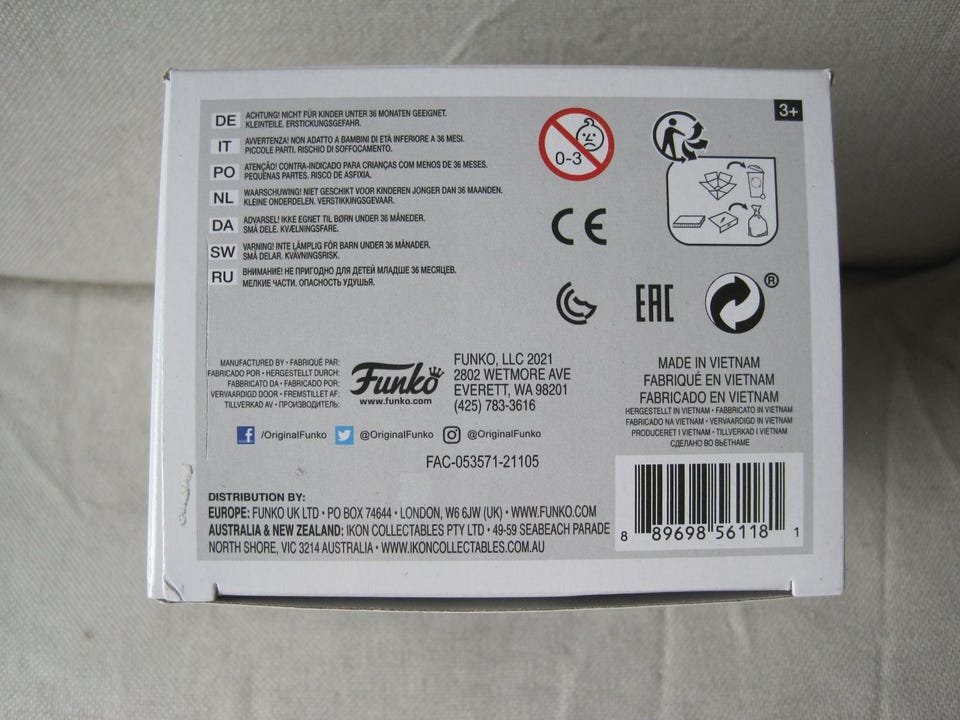 3+
DE ACHTUNG! NICHT FÜR KINDER UNTER 36 MONATEN GEEIGNET.
KLEINTEILE. ERSTICKUNGSGEFAHR.
IT AVVERTENZA! NON ADATTO A BAMBINI DI ETÀ INFERIORE A 36 MESI.
PICCOLE PARTI. RISCHIO DI SOFFOCAMENTO.
PO ATENÇÃO! CONTRA-INDICADO PARA CRIANÇAS COM MENOS DE 36 MESES.
PEQUENAS PARTES. RISCO DE ASFIXIA.
NL WAARSCHUWING! NIET GESCHIKT VOOR KINDEREN JONGER DAN 36 MAANDEN.
KLEINE ONDERDELEN. VERSTIKKINGSGEVAAR.
DA ADVARSEL! IKKE EGNET TIL BØRN UNDER 36 MÅNEDER.
SMÅ DELE. KVÆLNINGSFARE.
SW VARNING! INTE LÄMPLIG FÖR BARN UNDER 36 MÅNADER.
SMÅ DELAR. KVÄVNINGSRISK.
RU ВНИМАНИЕ! НЕ ПРИГОДНО ДЛЯ ДЕТЕЙ МЛАДШЕ 36 МЕСЯЦЕВ.
МЕЛКИЕ ЧАСТИ. ОПАСНОСТЬ УДУШЬЯ.
0-3
CE
EAC
®
MANUFACTURED BY • FABRIQUÉ PAR:
FABRICADO POR • HERGESTELLT DURCH:
FABBRICATO DA • FABRICADO POR:
VERVAARDIGD DOOR • FREMSTILLET AF:
TILLVERKAD AV • ПРОИЗВОДИТЕЛЬ:
Funko
www.funko.com
FUNKO, LLC 2021
2802 WETMORE AVE
EVERETT, WA 98201
(425) 783-3616
/OriginalFunko @OriginalFunko @OriginalFunko
FAC-053571-21105
MADE IN VIETNAM
FABRIQUÉ EN VIETNAM
FABRICADO EN VIETNAM
HERGESTELLT IN VIETNAM • FABBRICATO IN VIETNAM
FABRICADO NA VIETNAM • VERVAARDIGD IN VIETNAM
PRODUCERET I VIETNAM • TILLVERKAD I VIETNAM
СДЕЛАНО ВО ВЬЕТНАМЕ
DISTRIBUTION BY:
EUROPE: FUNKO UK LTD • PO BOX 74644 • LONDON, W6 6JW (UK) • WWW.FUNKO.COM
AUSTRALIA & NEW ZEALAND: IKON COLLECTABLES PTY LTD • 49-59 SEABEACH PARADE
NORTH SHORE, VIC 3214 AUSTRALIA • WWW.IKONCOLLECTABLES.COM.AU
8 89698 56118 1